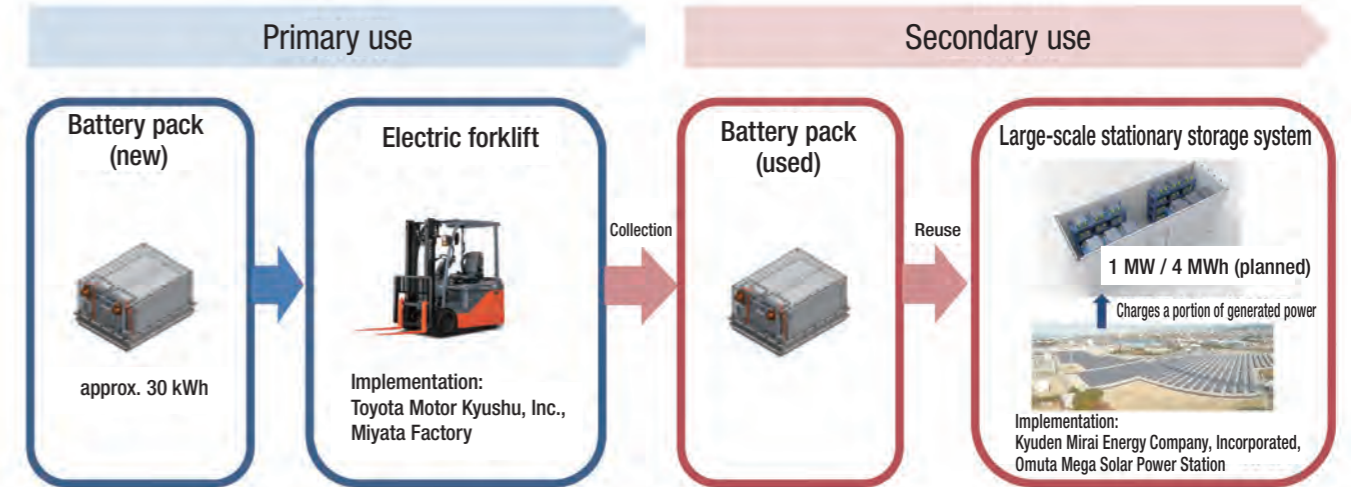 Primary use
Secondary use
Battery pack
(new)
approx. 30 kWh
Electric forklift
Implementation:
Toyota Motor Kyushu, Inc.,
Miyata Factory
Collection
Battery pack
(used)
Reuse
Large-scale stationary storage system
1 MW / 4 MWh (planned)
Charges a portion of generated power
Implementation:
Kyuden Mirai Energy Company, Incorporated,
Omuta Mega Solar Power Station